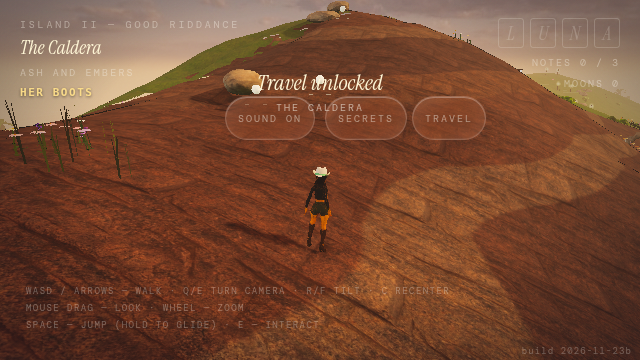 ISLAND II — GOOD RIDDANCE
The Caldera
ASH AND EMBERS
HER BOOTS
LUNA
NOTES 0 / 3
MOONS 0
Travel unlocked
THE CALDERA
SOUND ON
SECRETS
TRAVEL
WASD / ARROWS — WALK · Q/E TURN CAMERA · R/F TILT · C RECENTER
MOUSE DRAG — LOOK · WHEEL — ZOOM
SPACE — JUMP (HOLD TO GLIDE) · E — INTERACT
build 2026-11-23b